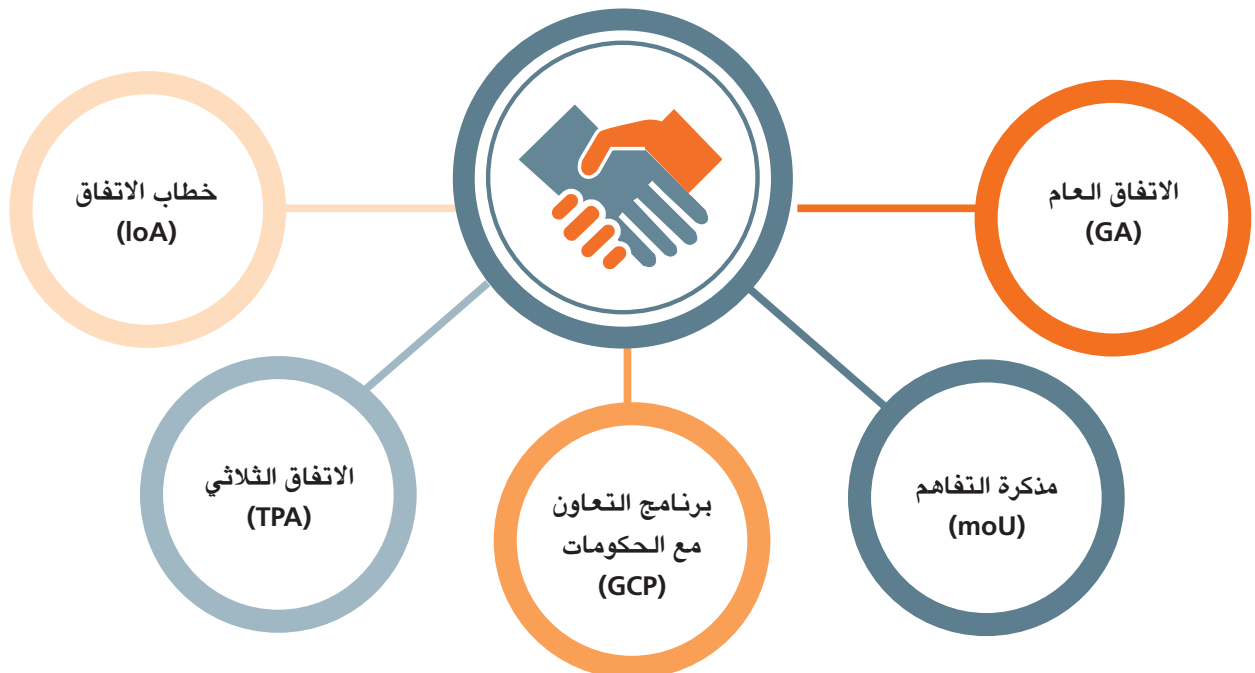 الاتفاق العام
(GA)
مذكرة التفاهم
(moU)
برنامج التعاون
مع الحكومات
(GCP)
الاتفاق الثلاثي
(TPA)
خطاب الاتفاق
(loA)